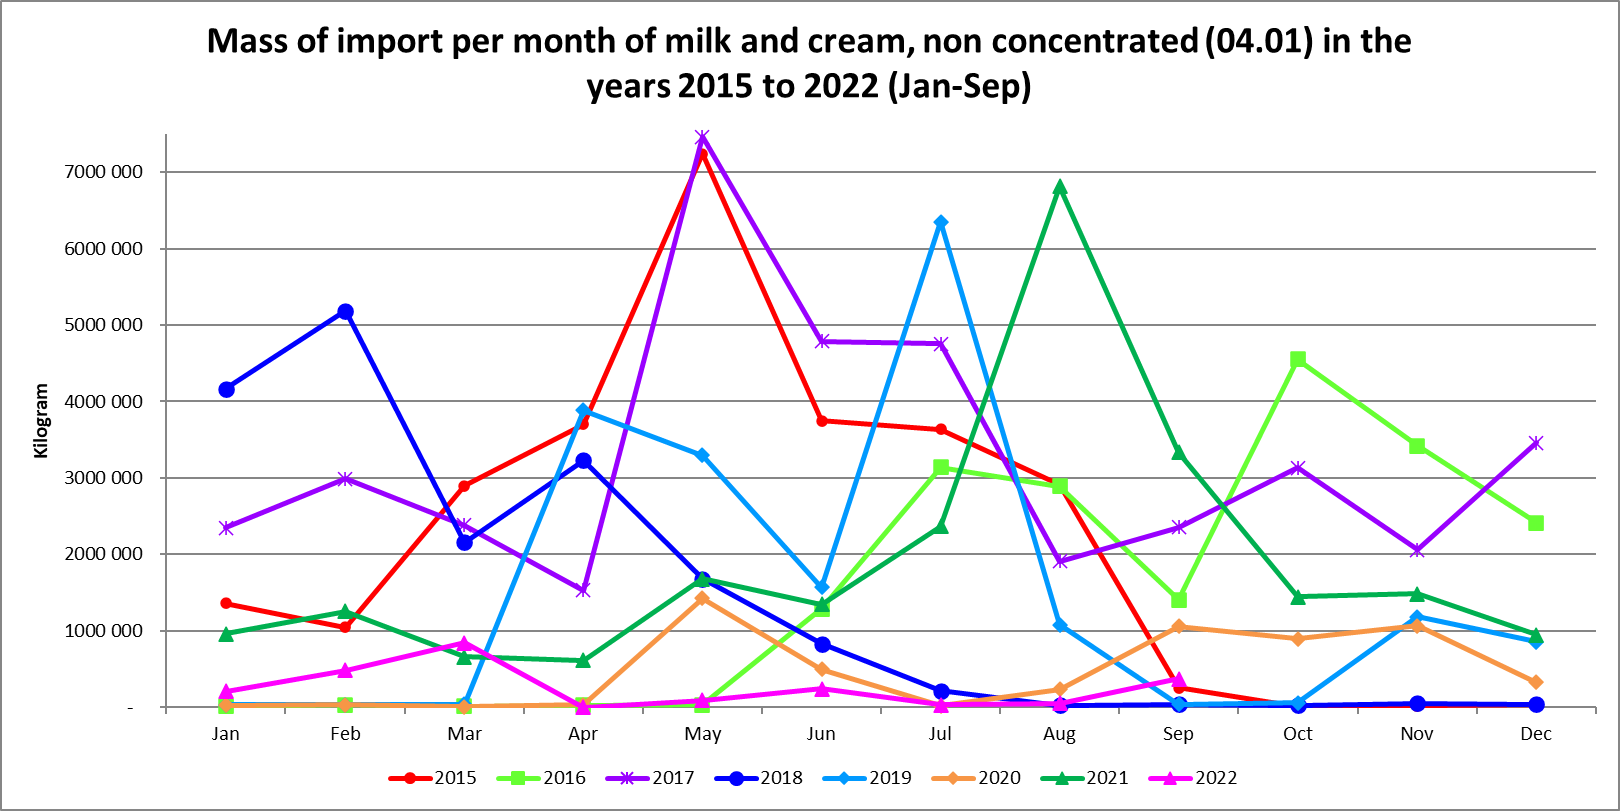 Mass of import per month of milk and cream, non concentrated (04.01) in the
years 2015 to 2022 (Jan-Sep)
Kilogram
7000 000
6000 000
5000 000
4000 000
3000 000
2000 000
1000 000
-
Jan Feb Mar Apr May Jun Jul Aug Sep Oct Nov Dec
2015 2016 2017 2018 2019 2020 2021 2022